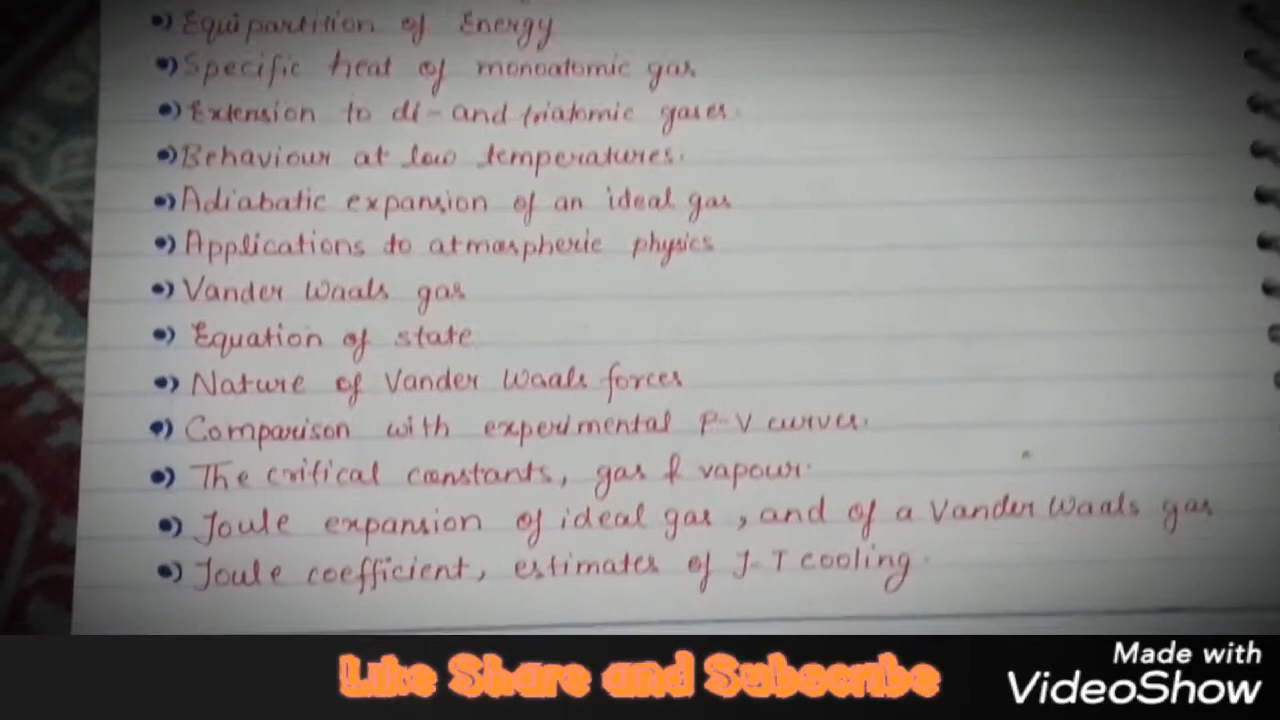 •) Equipartition of Energy
•) Specific heat of monoatomic gas
•) Extension to di- and triatomic gases.
•) Behaviour at low temperatures.
•) Adiabatic expansion of an ideal gas
•) Applications to atmospheric physics
•) Vander Waals gas
•) Equation of state
•) Nature of Vander Waals forces
•) Comparison with experimental P-V curves.
•) The critical constants, gas & vapour.
•) Joule expansion of ideal gas, and of a Vander Waals gas
•) Joule coefficient, estimates of J-T cooling.
Like Share and Subscribe
Made with
VideoShow